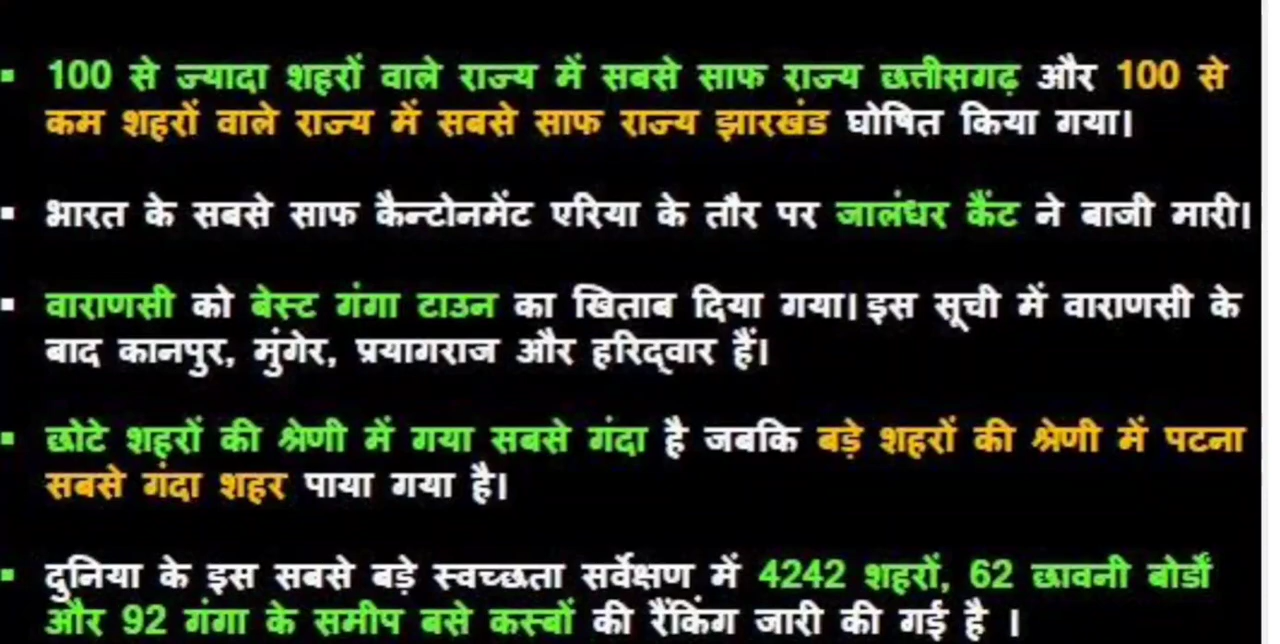 ▪ 100 से ज्यादा शहरों वाले राज्य में सबसे साफ राज्य छत्तीसगढ़ और 100 से
कम शहरों वाले राज्य में सबसे साफ राज्य झारखंड घोषित किया गया।
▪ भारत के सबसे साफ कैन्टोनमेंट एरिया के तौर पर जालंधर कैंट ने बाजी मारी।
▪ वाराणसी को बेस्ट गंगा टाउन का खिताब दिया गया। इस सूची में वाराणसी के
बाद कानपुर, मुंगेर, प्रयागराज और हरिद्वार हैं।
▪ छोटे शहरों की श्रेणी में गया सबसे गंदा है जबकि बड़े शहरों की श्रेणी में पटना
सबसे गंदा शहर पाया गया है।
▪ दुनिया के इस सबसे बड़े स्वच्छता सर्वेक्षण में 4242 शहरों, 62 छावनी बोर्डों
और 92 गंगा के समीप बसे कस्बों की रैंकिंग जारी की गई है ।